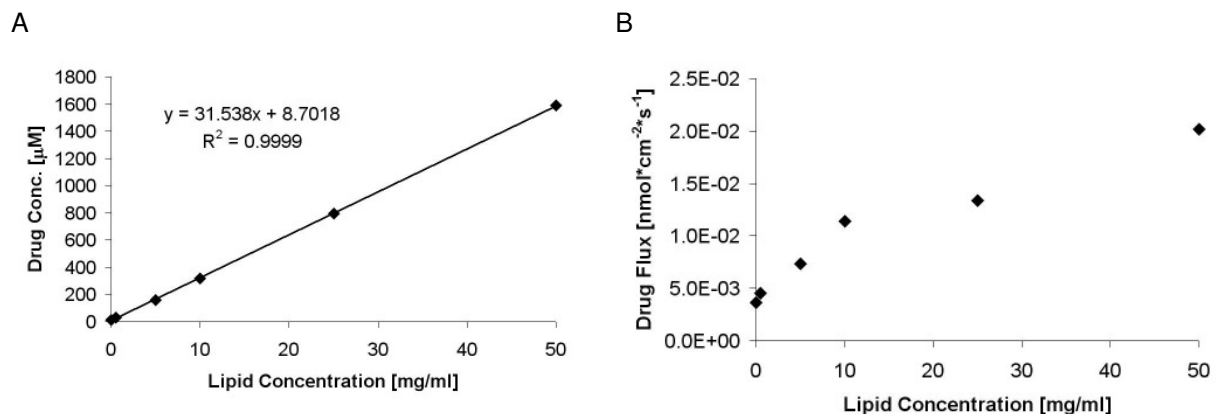 A
B
1800
1600
1400
1200
1000
800
600
400
200
0
Drug Conc. [µM]
y = 31.538x + 8.7018
R² = 0.9999
0 10 20 30 40 50
Lipid Concentration [mg/ml]
2.5E-02
2.0E-02
1.5E-02
1.0E-02
5.0E-03
0.0E+00
Drug Flux [nmol*cm⁻²*s⁻¹]
0 10 20 30 40 50
Lipid Concentration [mg/ml]